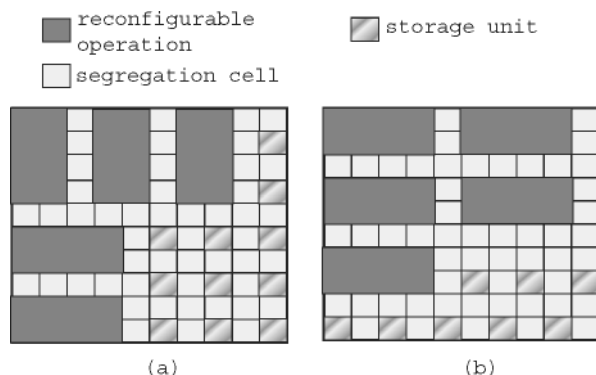 reconfigurable
operation
storage unit
segregation cell
(a)
(b)